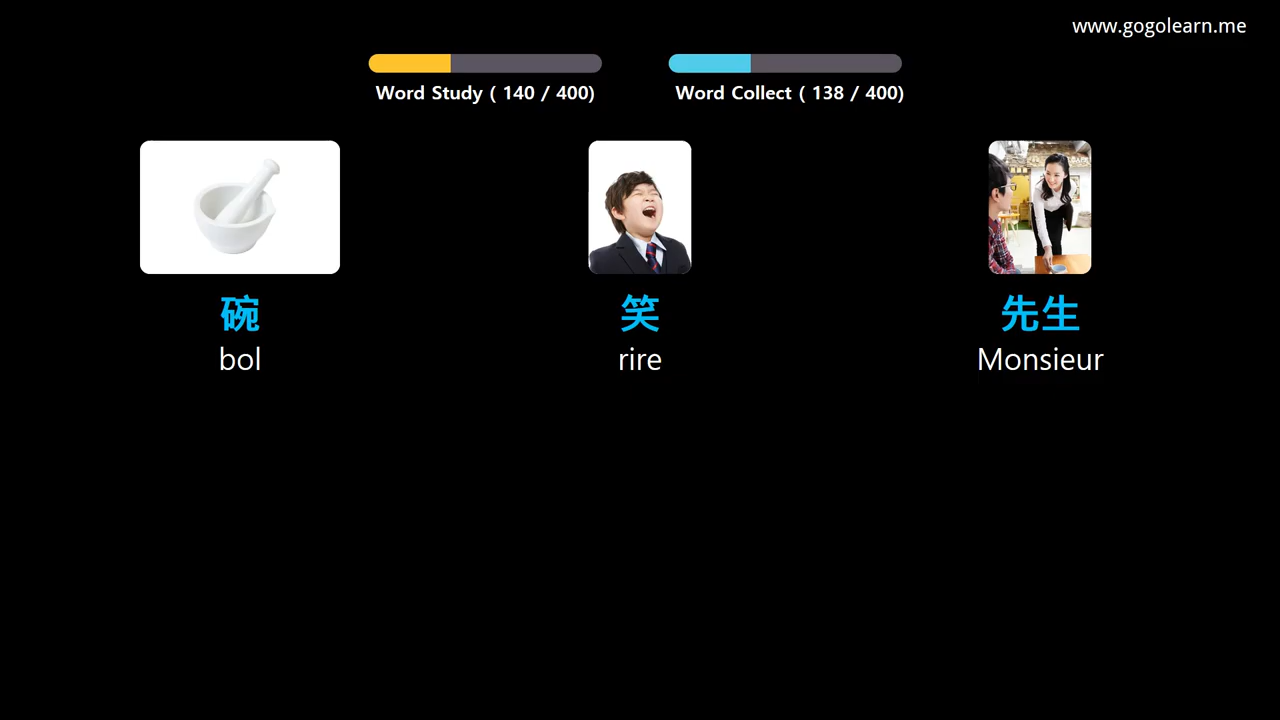 www.gogolearn.me
Word Study ( 140 / 400)
Word Collect ( 138 / 400)
碗
bol
笑
rire
先生
Monsieur